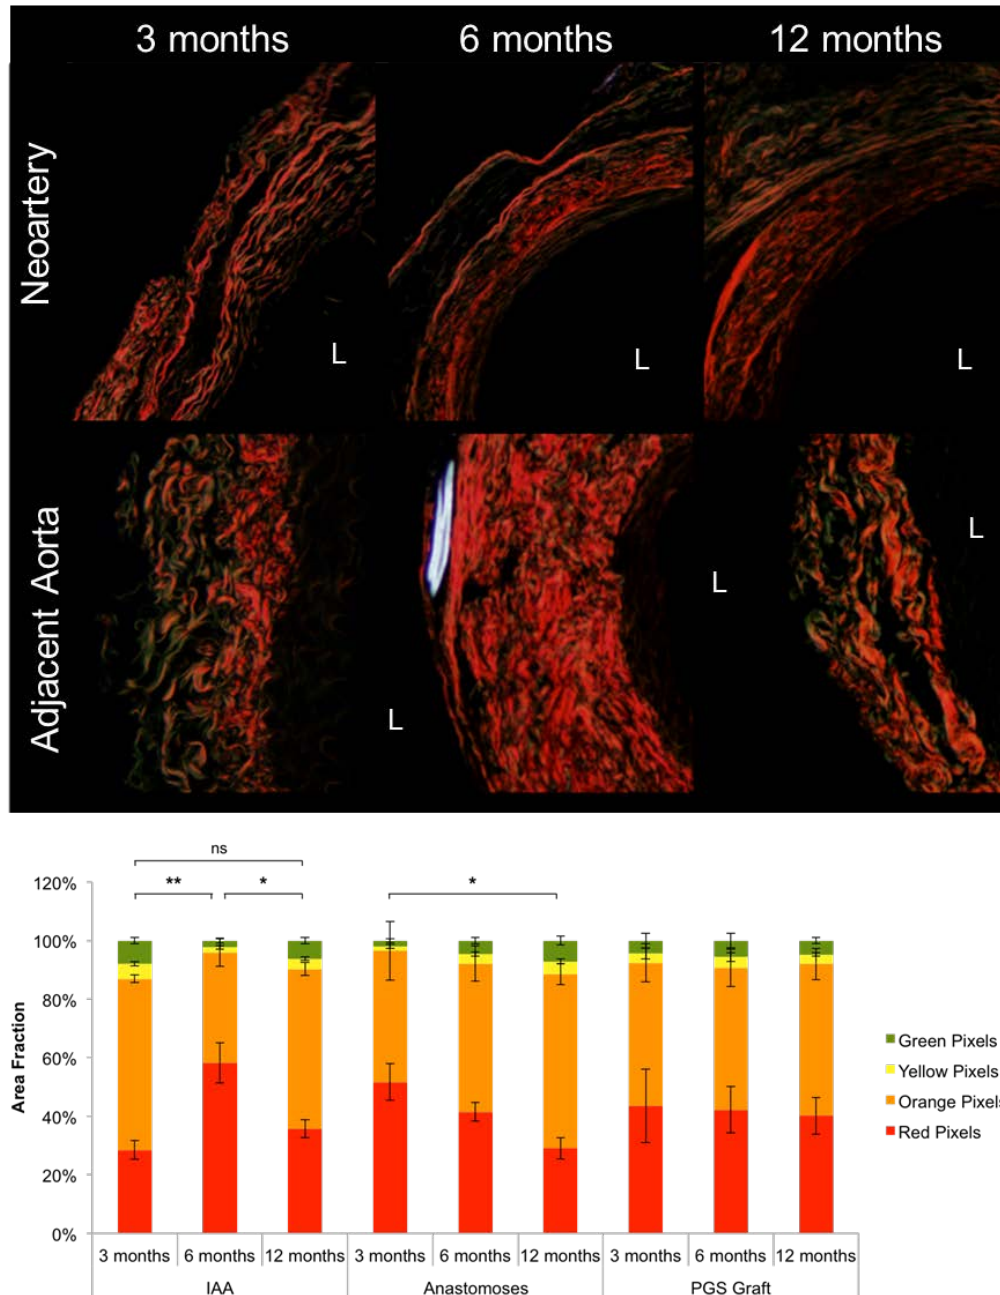 3 months 6 months 12 months
Neoartery
L L L
Adjacent Aorta
L
L
L
ns
** * *
120%
100%
80%
60%
40%
20%
0%
Area Fraction
Green Pixels
Yellow Pixels
Orange Pixels
Red Pixels
3 months 6 months 12 months 3 months 6 months 12 months 3 months 6 months 12 months
IAA Anastomoses PGS Graft